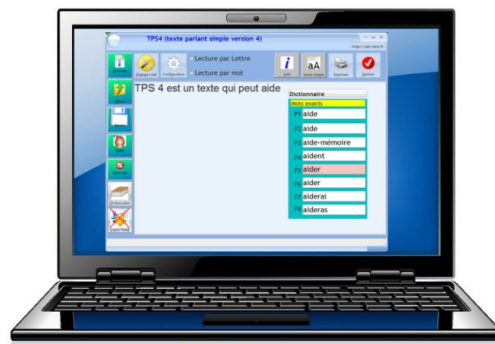 TPS4 (texte parlant simple version 4)
Lecture par Lettre
Lecture par mot
TPS 4 est un texte qui peut aide
Dictionnaire
Mots exacts
F1 aide
F2 aide
F3 aide-mémoire
F4 aident
F5 aider
F6 aider
F7 aiderai
F8 aideras